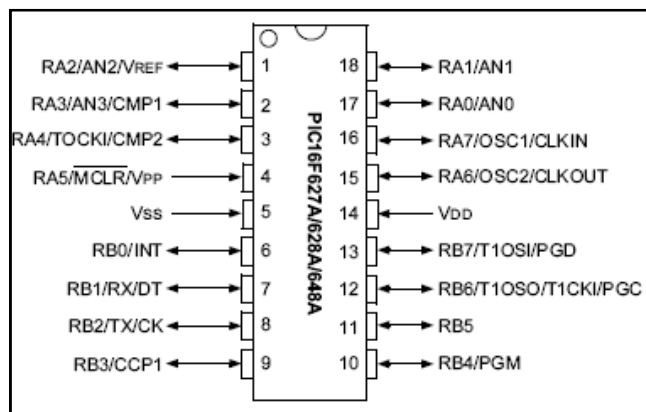 RA2/AN2/VREF 1 18 RA1/AN1
RA3/AN3/CMP1 2 17 RA0/AN0
RA4/TOCKI/CMP2 3 16 RA7/OSC1/CLKIN
RA5/MCLR/VPP 4 15 RA6/OSC2/CLKOUT
VSS 5 14 VDD
RB0/INT 6 13 RB7/T1OSI/PGD
RB1/RX/DT 7 12 RB6/T1OSO/T1CKI/PGC
RB2/TX/CK 8 11 RB5
RB3/CCP1 9 10 RB4/PGM
PIC16F627A/628A/648A